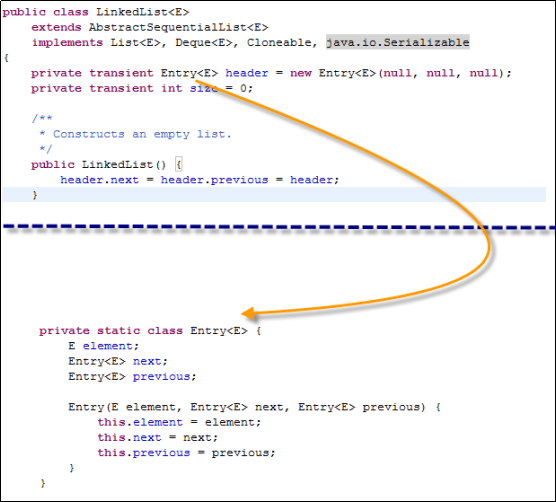 public class LinkedList<E>
    extends AbstractSequentialList<E>
    implements List<E>, Deque<E>, Cloneable, java.io.Serializable
{
    private transient Entry<E> header = new Entry<E>(null, null, null);
    private transient int size = 0;

    /**
     * Constructs an empty list.
     */
    public LinkedList() {
        header.next = header.previous = header;
    }

    private static class Entry<E> {
        E element;
        Entry<E> next;
        Entry<E> previous;

        Entry(E element, Entry<E> next, Entry<E> previous) {
            this.element = element;
            this.next = next;
            this.previous = previous;
        }
    }